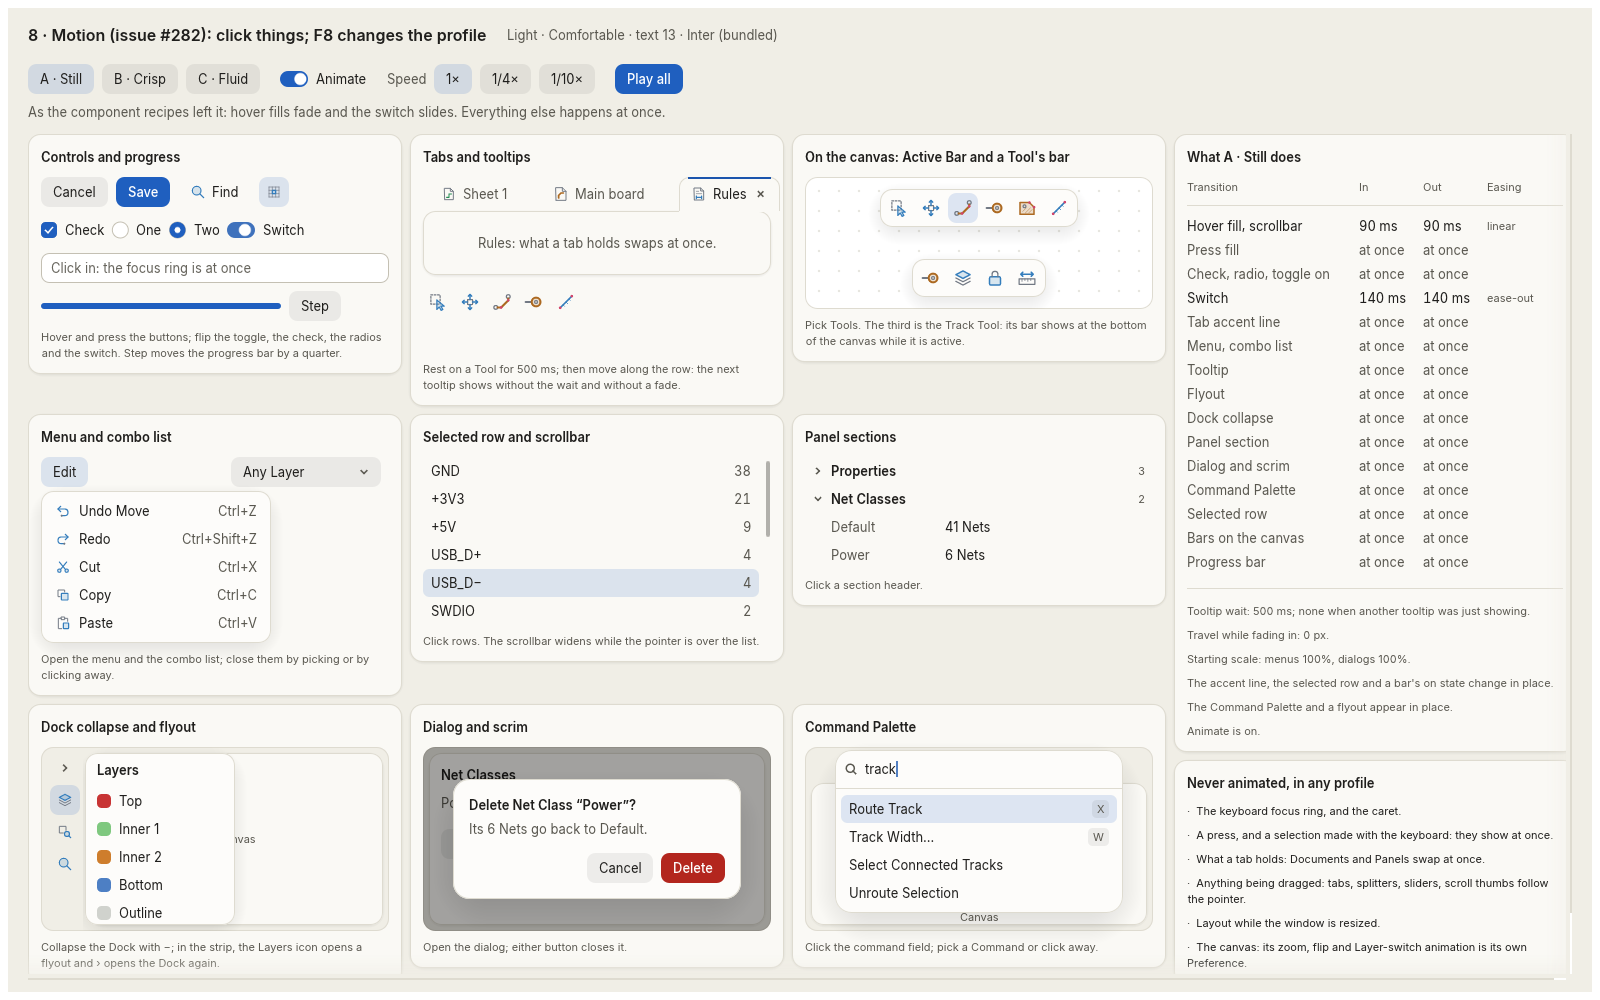 8 · Motion (issue #282): click things; F8 changes the profile
Light · Comfortable · text 13 · Inter (bundled)
A · Still
B · Crisp
C · Fluid
Animate
Speed
1×
1/4×
1/10×
Play all
As the component recipes left it: hover fills fade and the switch slides. Everything else happens at once.
Controls and progress
Cancel
Save
Find
Check
One
Two
Switch
Click in: the focus ring is at once
Step
Hover and press the buttons; flip the toggle, the check, the radios
and the switch. Step moves the progress bar by a quarter.
Tabs and tooltips
Sheet 1
Main board
Rules ×
Rules: what a tab holds swaps at once.
Rest on a Tool for 500 ms; then move along the row: the next
tooltip shows without the wait and without a fade.
On the canvas: Active Bar and a Tool's bar
Pick Tools. The third is the Track Tool: its bar shows at the bottom
of the canvas while it is active.
What A · Still does
Transition In Out Easing
Hover fill, scrollbar 90 ms 90 ms linear
Press fill at once at once
Check, radio, toggle on at once at once
Switch 140 ms 140 ms ease-out
Tab accent line at once at once
Menu, combo list at once at once
Tooltip at once at once
Flyout at once at once
Dock collapse at once at once
Panel section at once at once
Dialog and scrim at once at once
Command Palette at once at once
Selected row at once at once
Bars on the canvas at once at once
Progress bar at once at once
Tooltip wait: 500 ms; none when another tooltip was just showing.
Travel while fading in: 0 px.
Starting scale: menus 100%, dialogs 100%.
The accent line, the selected row and a bar's on state change in place.
The Command Palette and a flyout appear in place.
Animate is on.
Menu and combo list
Edit
Any Layer
Undo Move Ctrl+Z
Redo Ctrl+Shift+Z
Cut Ctrl+X
Copy Ctrl+C
Paste Ctrl+V
Open the menu and the combo list; close them by picking or by
clicking away.
Selected row and scrollbar
GND 38
+3V3 21
+5V 9
USB_D+ 4
USB_D− 4
SWDIO 2
Click rows. The scrollbar widens while the pointer is over the list.
Panel sections
Properties 3
Net Classes 2
Default 41 Nets
Power 6 Nets
Click a section header.
Dock collapse and flyout
Layers
Top
Inner 1
Inner 2
Bottom
Outline
nvas
Collapse the Dock with −; in the strip, the Layers icon opens a
flyout and › opens the Dock again.
Dialog and scrim
Net Classes
Po
Delete Net Class “Power”?
Its 6 Nets go back to Default.
Cancel
Delete
Open the dialog; either button closes it.
Command Palette
track
Route Track X
Track Width... W
Select Connected Tracks
Unroute Selection
Canvas
Click the command field; pick a Command or click away.
Never animated, in any profile
· The keyboard focus ring, and the caret.
· A press, and a selection made with the keyboard: they show at once.
· What a tab holds: Documents and Panels swap at once.
· Anything being dragged: tabs, splitters, sliders, scroll thumbs follow
the pointer.
· Layout while the window is resized.
· The canvas: its zoom, flip and Layer-switch animation is its own
Preference.